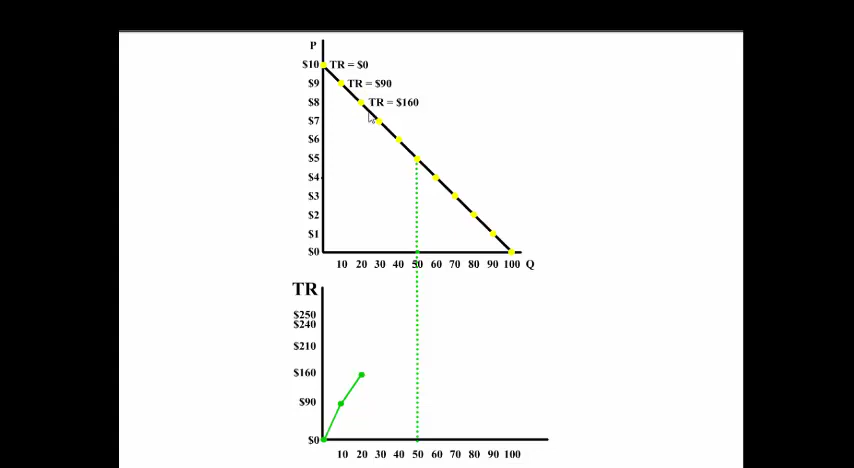 P
$10 TR = $0
$9 TR = $90
$8 TR = $160
$7
$6
$5
$4
$3
$2
$1
$0
10 20 30 40 50 60 70 80 90 100 Q
TR
$250
$240
$210
$160
$90
$0
10 20 30 40 50 60 70 80 90 100